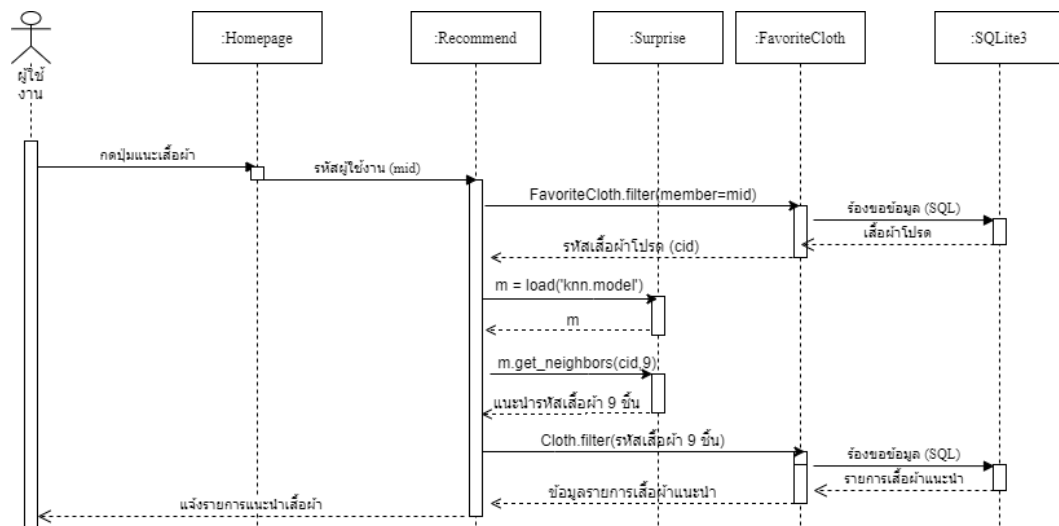 :Homepage
:Recommend
:Surprise
:FavoriteCloth
:SQLite3
ผู้ใช้
งาน
กดปุ่มแนะเสื้อผ้า
รหัสผู้ใช้งาน (mid)
FavoriteCloth.filter(member=mid)
ร้องขอข้อมูล (SQL)
เสื้อผ้าโปรด
รหัสเสื้อผ้าโปรด (cid)
m = load('knn.model')
m
m.get_neighbors(cid,9)
แนะนำรหัสเสื้อผ้า 9 ชิ้น
Cloth.filter(รหัสเสื้อผ้า 9 ชิ้น)
ร้องขอข้อมูล (SQL)
รายการเสื้อผ้าแนะนำ
ข้อมูลรายการเสื้อผ้าแนะนำ
แจ้งรายการแนะนำเสื้อผ้า